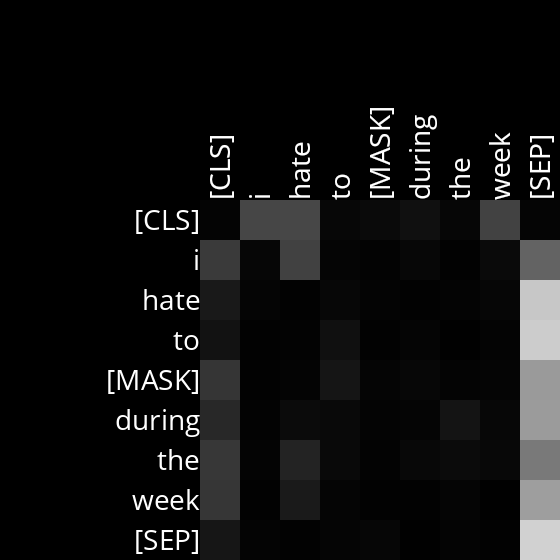 [CLS] i hate to [MASK] during the week [SEP]
[CLS]
i
hate
to
[MASK]
during
the
week
[SEP]